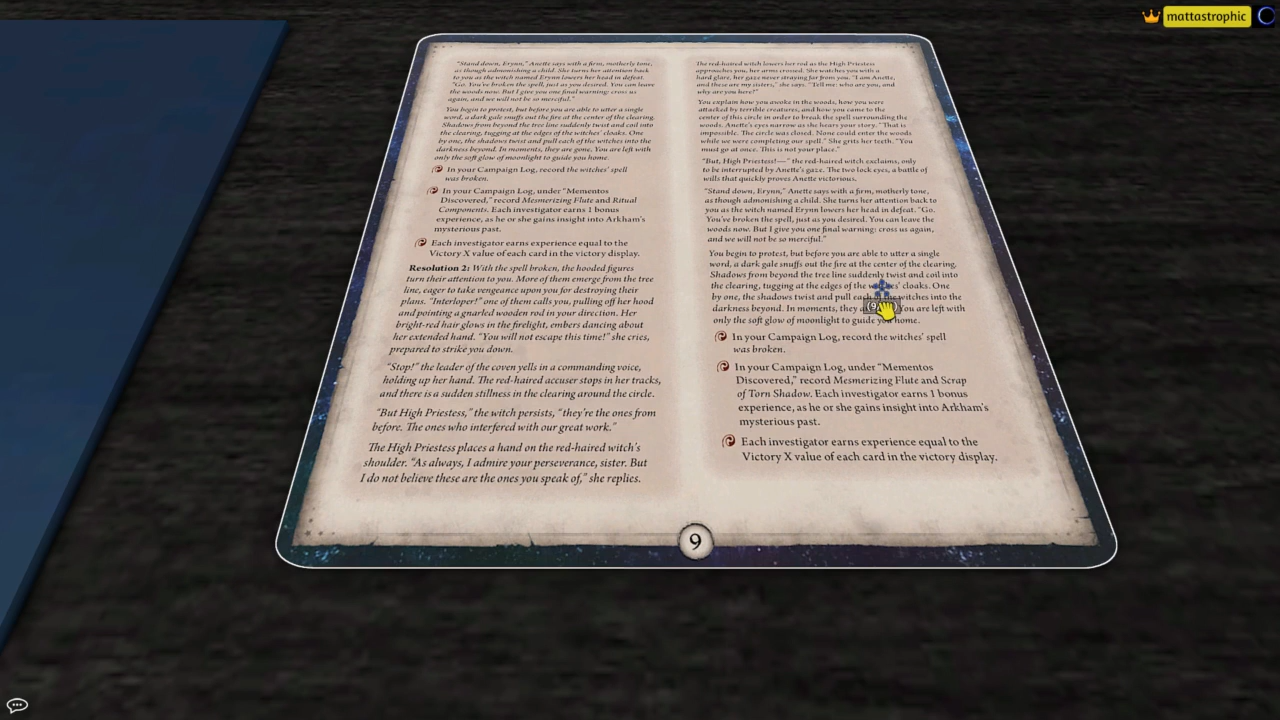 mattastrophic
"Stand down, Erynn," Anette says with a firm, motherly tone,
as though admonishing a child. She turns her attention back
to you as the witch named Erynn lowers her head in defeat.
"Go. You've broken the spell, just as you desired. You can leave
the woods now. But I give you one final warning: cross us
again, and we will not be so merciful."
You begin to protest, but before you are able to utter a single
word, a dark gale snuffs out the fire at the center of the clearing.
Shadows from beyond the tree line suddenly twist and coil into
the clearing, tugging at the edges of the witches' cloaks. One
by one, the shadows twist and pull each of the witches into the
darkness beyond. In moments, they are gone. You are left with
only the soft glow of moonlight to guide you home.
In your Campaign Log, record the witches' spell
was broken.
In your Campaign Log, under "Mementos
Discovered," record Mesmerizing Flute and Ritual
Components. Each investigator earns 1 bonus
experience, as he or she gains insight into Arkham's
mysterious past.
Each investigator earns experience equal to the
Victory X value of each card in the victory display.
Resolution 2: With the spell broken, the hooded figures
turn their attention to you. More of them emerge from the tree
line, eager to take vengeance upon you for destroying their
plans. "Interloper!" one of them calls you, pulling off her hood
and pointing a gnarled wooden rod in your direction. Her
bright-red hair glows in the firelight, embers dancing about
her extended hand. "You will not escape this time!" she cries,
prepared to strike you down.
"Stop!" the leader of the coven yells in a commanding voice,
holding up her hand. The red-haired accuser stops in her tracks,
and there is a sudden stillness in the clearing around the circle.
"But High Priestess," the witch persists, "they're the ones from
before. The ones who interfered with our great work."
The High Priestess places a hand on the red-haired witch's
shoulder. "As always, I admire your perseverance, sister. But
I do not believe these are the ones you speak of," she replies.
The red-haired witch lowers her rod as the High Priestess
approaches you, her arms crossed. She watches you with a
hard glare, her gaze never straying far from you. "I am Anette,
and these are my sisters," she says. "Tell me: who are you, and
why are you here?"
You explain how you awoke in the woods, how you were
attacked by terrible creatures, and how you came to the
center of this circle in order to break the spell surrounding the
woods. Anette's eyes narrow as she hears your story. "That is
impossible. The circle was closed. None could enter the woods
while we were completing our spell." She grits her teeth. "You
must go at once. This is not your place."
"But, High Priestess!—" the red-haired witch exclaims, only
to be interrupted by Anette's gaze. The two lock eyes, a battle of
wills that quickly proves Anette victorious.
"Stand down, Erynn," Anette says with a firm, motherly tone,
as though admonishing a child. She turns her attention back to
you as the witch named Erynn lowers her head in defeat. "Go.
You've broken the spell, just as you desired. You can leave the
woods now. But I give you one final warning: cross us again,
and we will not be so merciful."
You begin to protest, but before you are able to utter a single
word, a dark gale snuffs out the fire at the center of the clearing.
Shadows from beyond the tree line suddenly twist and coil into
the clearing, tugging at the edges of the cloaks. One
by one, the shadows twist and pull each of the witches into the
darkness beyond. In moments, they You are left with
only the soft glow of moonlight to guide you home.
In your Campaign Log, record the witches' spell
was broken.
In your Campaign Log, under "Mementos
Discovered," record Mesmerizing Flute and Scrap
of Torn Shadow. Each investigator earns 1 bonus
experience, as he or she gains insight into Arkham's
mysterious past.
Each investigator earns experience equal to the
Victory X value of each card in the victory display.
9